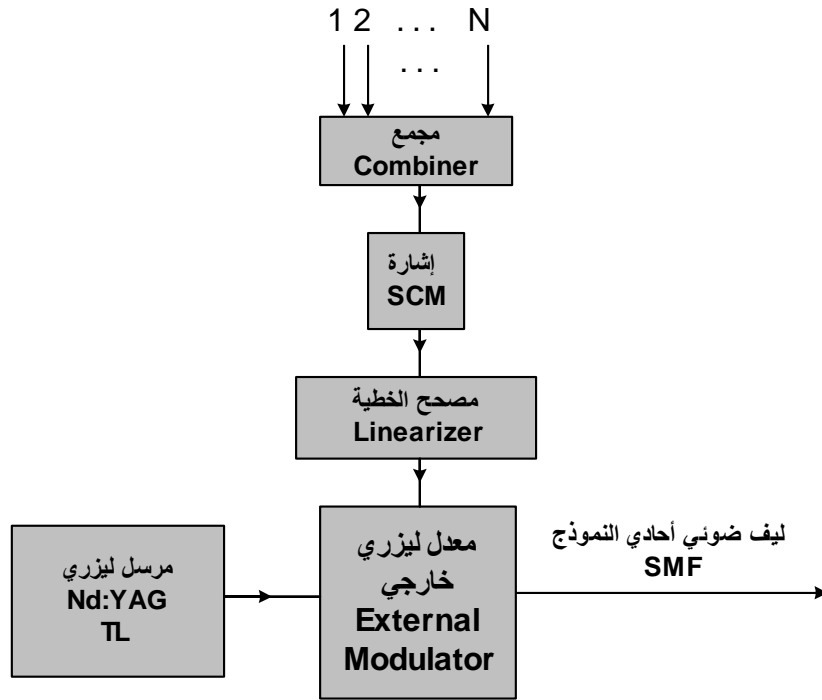 1 2 . . . N
. . .
مجمع
Combiner
إشارة
SCM
مصحح الخطية
Linearizer
مرسل ليزري
Nd:YAG
TL
معدل ليزري
خارجي
External
Modulator
ليف ضوئي أحادي النموذج
SMF